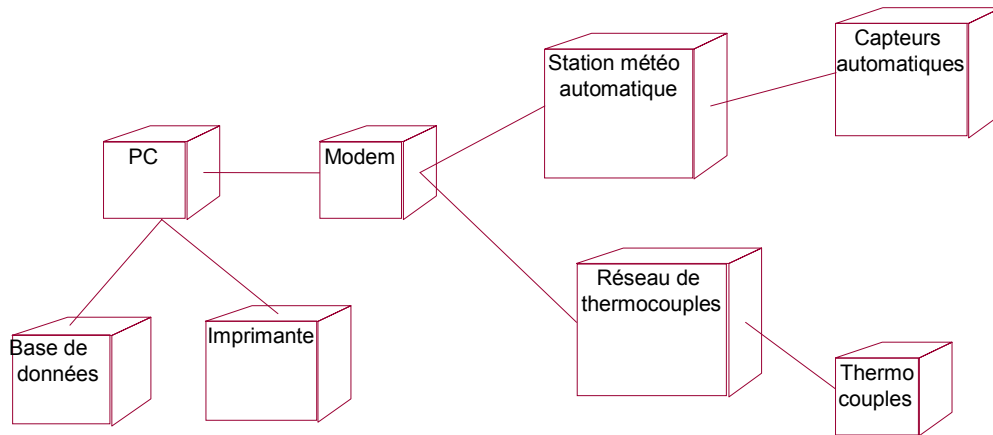 Station météo
automatique
Capteurs
automatiques
PC
Modem
Réseau de
thermocouples
Base de
données
Imprimante
Thermo
couples